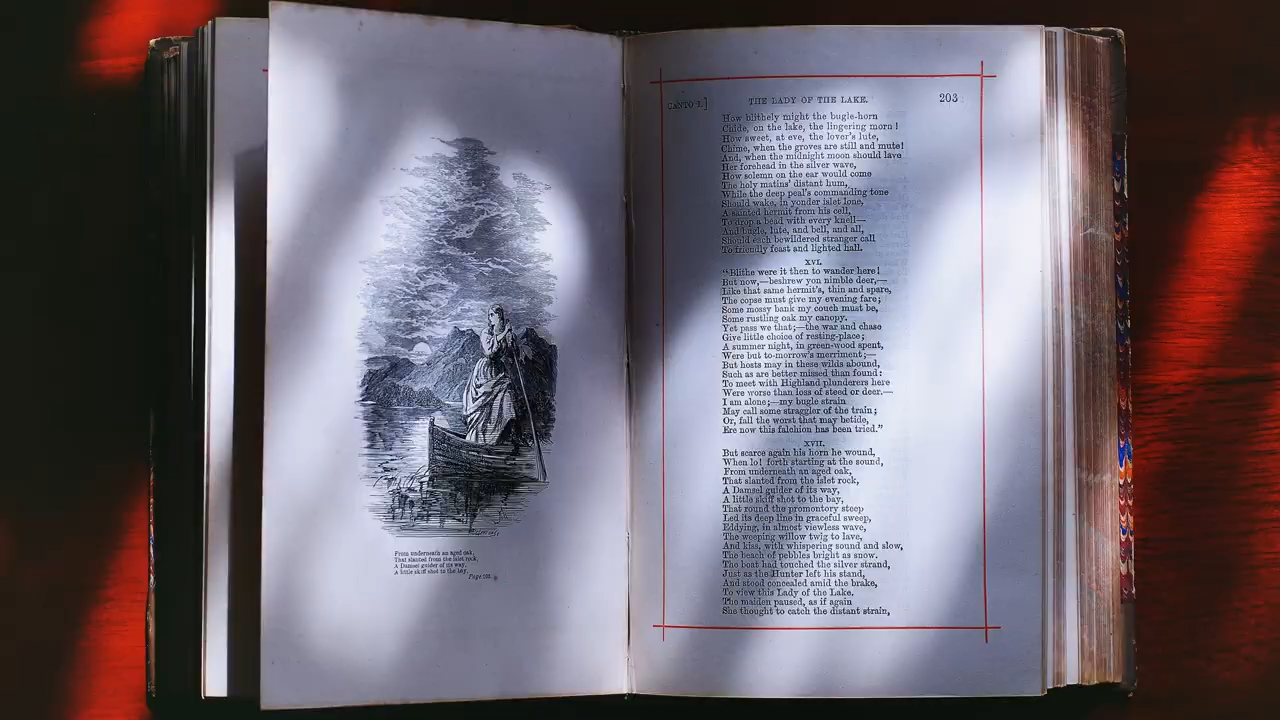 From underneath an aged oak,
That slanted from the islet rock,
A Damsel guider of its way,
A little skiff shot to the bay.
Page 203.
CANTO I.] THE LADY OF THE LAKE. 203
How blithely might the bugle-horn
Chide, on the lake, the lingering morn!
How sweet, at eve, the lover's lute,
Chime, when the groves are still and mute!
And, when the midnight moon should lave
Her forehead in the silver wave,
How solemn on the ear would come
The holy matins' distant hum,
While the deep peal's commanding tone
Should wake, in yonder islet lone,
A sainted hermit from his cell,
To drop a bead with every knell—
And bugle, lute, and bell, and all,
Should each bewildered stranger call
To friendly feast and lighted hall.
XVI.
"Blithe were it then to wander here!
But now,—beshrew yon nimble deer,—
Like that same hermit's, thin and spare,
The copse must give my evening fare;
Some mossy bank my couch must be,
Some rustling oak my canopy.
Yet pass we that;—the war and chase
Give little choice of resting-place;
A summer night, in green-wood spent,
Were but to-morrow's merriment;—
But hosts may in these wilds abound,
Such as are better missed than found:
To meet with Highland plunderers here
Were worse than loss of steed or deer.—
I am alone;—my bugle strain
May call some straggler of the train;
Or, fall the worst that may betide,
Ere now this falchion has been tried."
XVII.
But scarce again his horn he wound,
When lo! forth starting at the sound,
From underneath an aged oak,
That slanted from the islet rock,
A Damsel guider of its way,
A little skiff shot to the bay,
That round the promontory steep
Led its deep line in graceful sweep,
Eddying, in almost viewless wave,
The weeping willow twig to lave,
And kiss, with whispering sound and slow,
The beach of pebbles bright as snow.
The boat had touched the silver strand,
Just as the Hunter left his stand,
And stood concealed amid the brake,
To view this Lady of the Lake.
The maiden paused, as if again
She thought to catch the distant strain,